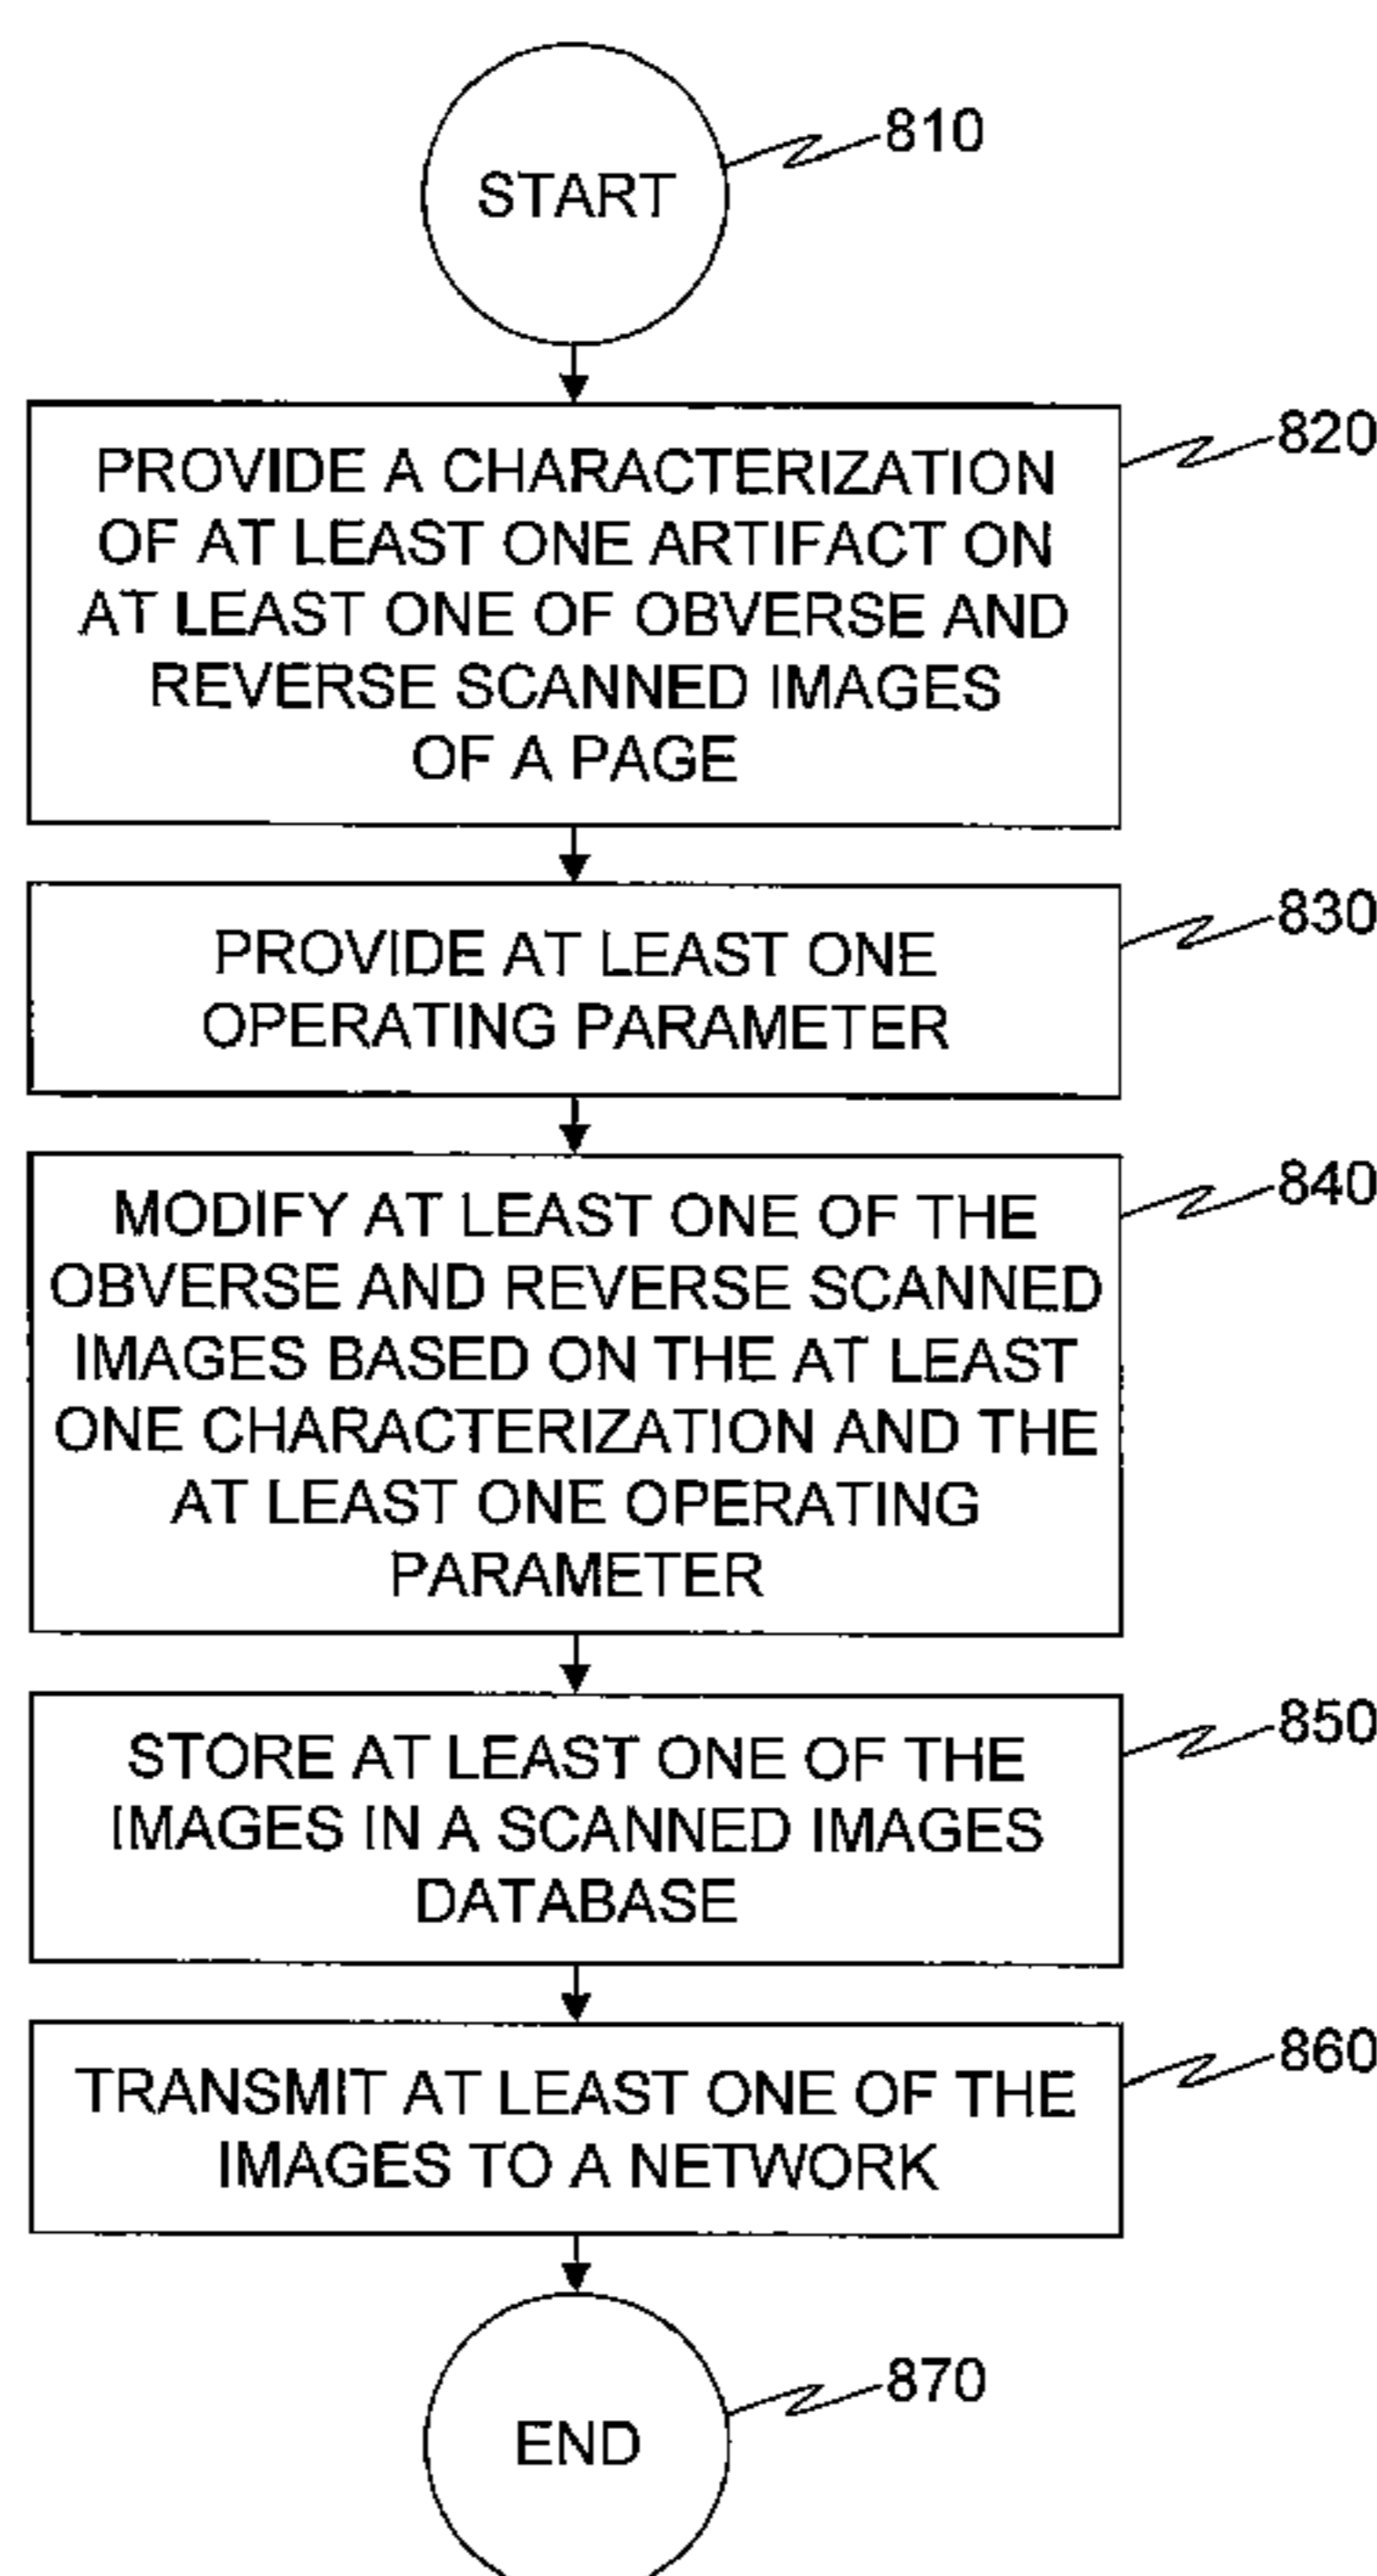 810
START
820
PROVIDE A CHARACTERIZATION
OF AT LEAST ONE ARTIFACT ON
AT LEAST ONE OF OBVERSE AND
REVERSE SCANNED IMAGES
OF A PAGE
830
PROVIDE AT LEAST ONE
OPERATING PARAMETER
840
MODIFY AT LEAST ONE OF THE
OBVERSE AND REVERSE SCANNED
IMAGES BASED ON THE AT LEAST
ONE CHARACTERIZATION AND THE
AT LEAST ONE OPERATING
PARAMETER
850
STORE AT LEAST ONE OF THE
IMAGES IN A SCANNED IMAGES
DATABASE
860
TRANSMIT AT LEAST ONE OF THE
IMAGES TO A NETWORK
870
END